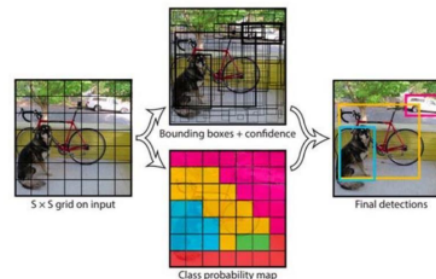 Bounding boxes + confidence
S × S grid on input
Final detections
Class probability map